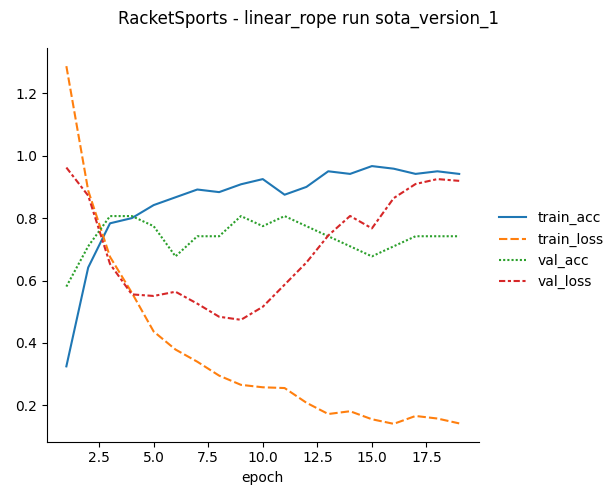 RacketSports - linear_rope run sota_version_1
1.2
1.0
0.8
0.6
0.4
0.2
2.5 5.0 7.5 10.0 12.5 15.0 17.5
epoch
train_acc
train_loss
val_acc
val_loss